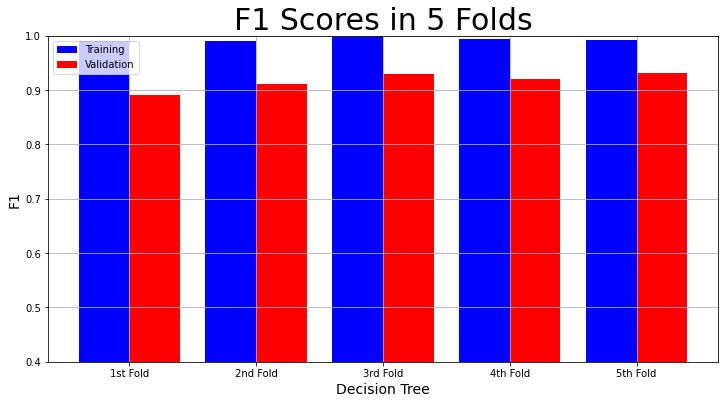 F1 Scores in 5 Folds
Training
Validation
1.0
0.9
0.8
0.7
0.6
0.5
0.4
F1
1st Fold
2nd Fold
3rd Fold
4th Fold
5th Fold
Decision Tree